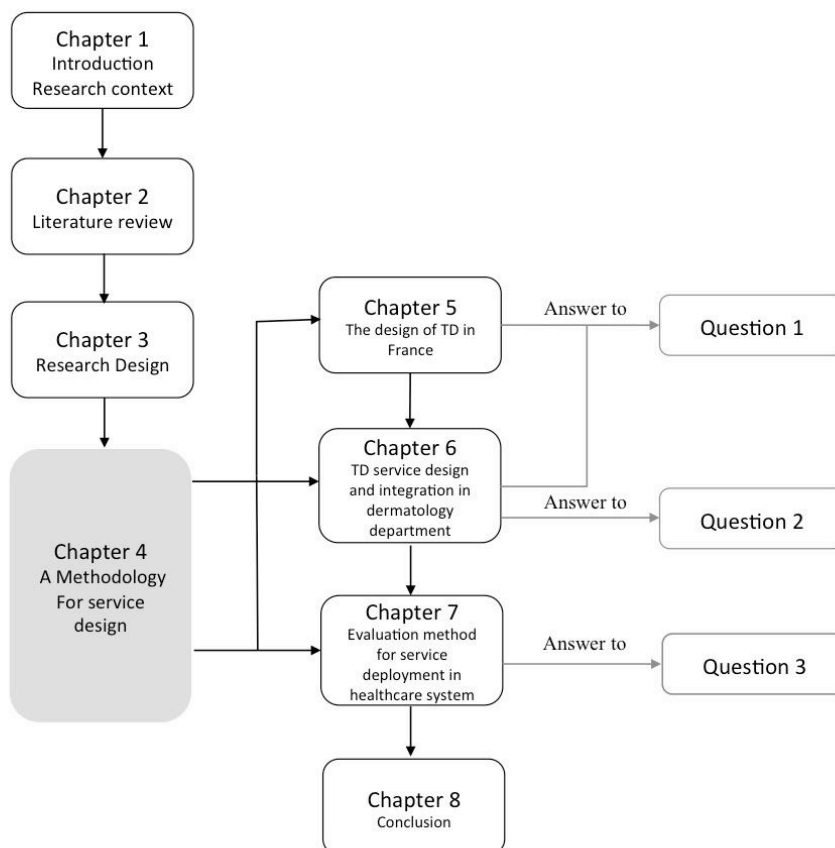 Chapter 1
Introduction
Research context
Chapter 2
Literature review
Chapter 3
Research Design
Chapter 4
A Methodology
For service
design
Chapter 5
The design of TD in
France
Answer to
Question 1
Chapter 6
TD service design
and integration in
dermatology
department
Answer to
Question 2
Chapter 7
Evaluation method
for service
deployment in
healthcare system
Answer to
Question 3
Chapter 8
Conclusion